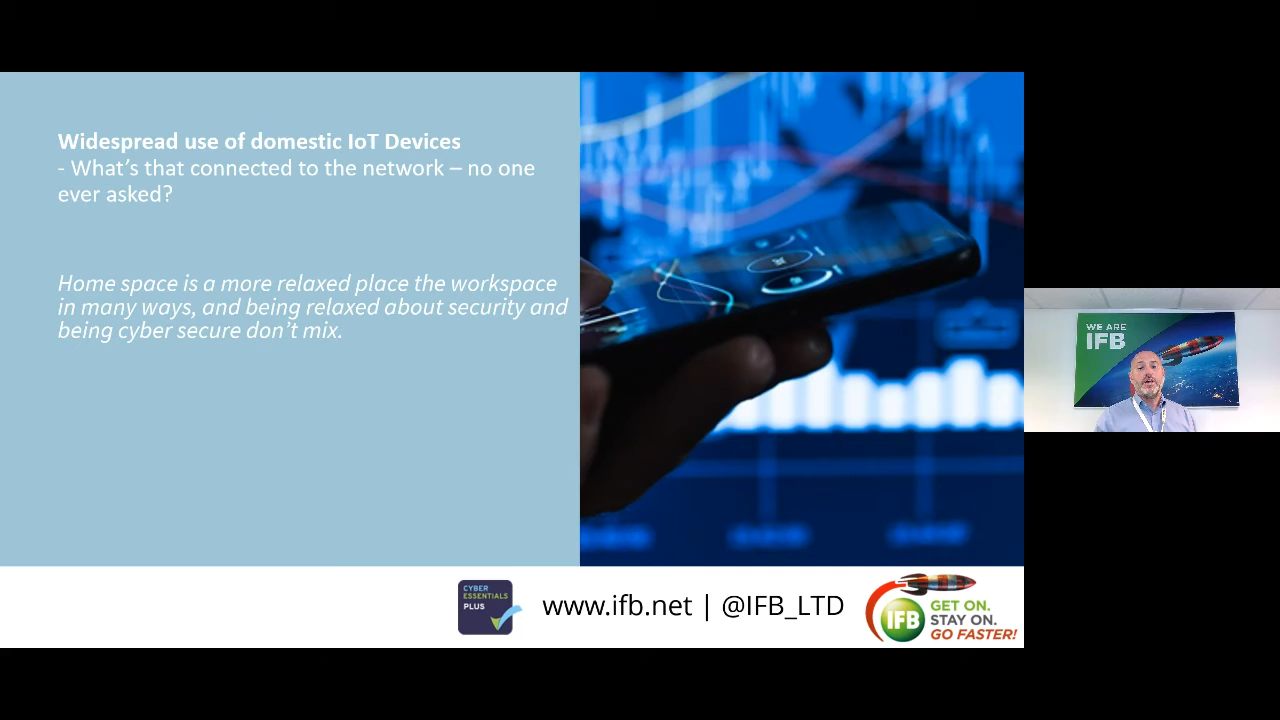 Widespread use of domestic IoT Devices
- What's that connected to the network – no one
ever asked?
Home space is a more relaxed place the workspace
in many ways, and being relaxed about security and
being cyber secure don't mix.
CYBER
ESSENTIALS
PLUS
www.ifb.net | @IFB_LTD
IFB
GET ON.
STAY ON.
GO FASTER!
WE ARE
IFB